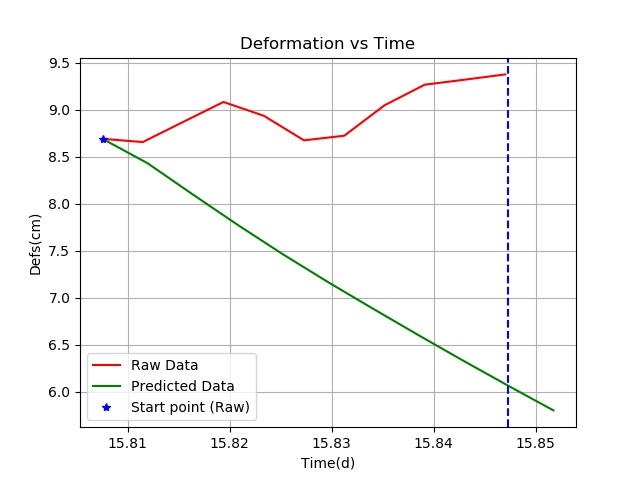 Deformation vs Time
9.5
9.0
8.5
8.0
7.5
7.0
6.5
6.0
Defs(cm)
Raw Data
Predicted Data
Start point (Raw)
15.81 15.82 15.83 15.84 15.85
Time(d)